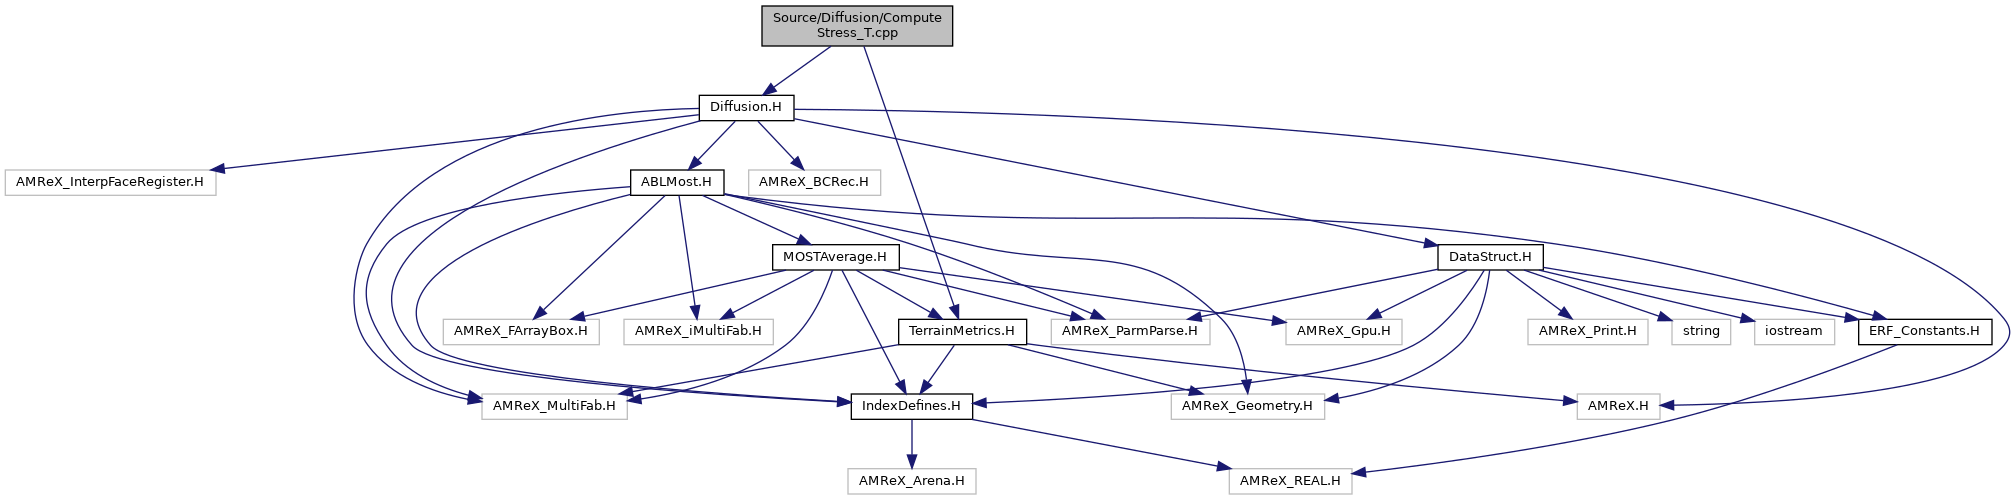 Source/Diffusion/Compute
Stress_T.cpp
Diffusion.H
AMReX_InterpFaceRegister.H
ABLMost.H
AMReX_BCRec.H
MOSTAverage.H
DataStruct.H
AMReX_FArrayBox.H
AMReX_iMultiFab.H
TerrainMetrics.H
AMReX_ParmParse.H
AMReX_Gpu.H
AMReX_Print.H
string
iostream
ERF_Constants.H
AMReX_MultiFab.H
IndexDefines.H
AMReX_Geometry.H
AMReX.H
AMReX_Arena.H
AMReX_REAL.H